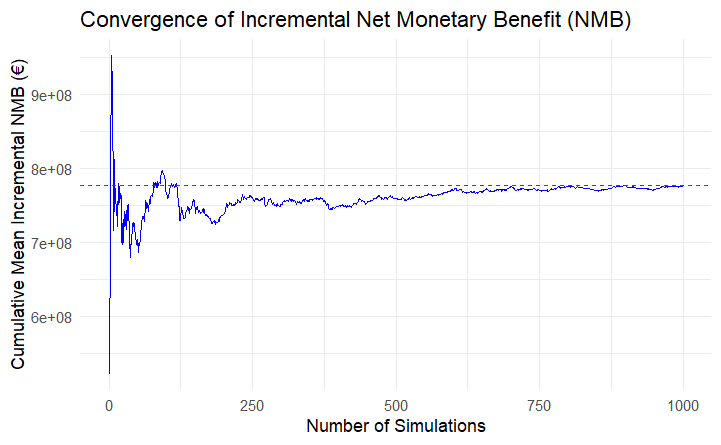 Convergence of Incremental Net Monetary Benefit (NMB)
Cumulative Mean Incremental NMB (€)
9e+08
8e+08
7e+08
6e+08
0 250 500 750 1000
Number of Simulations